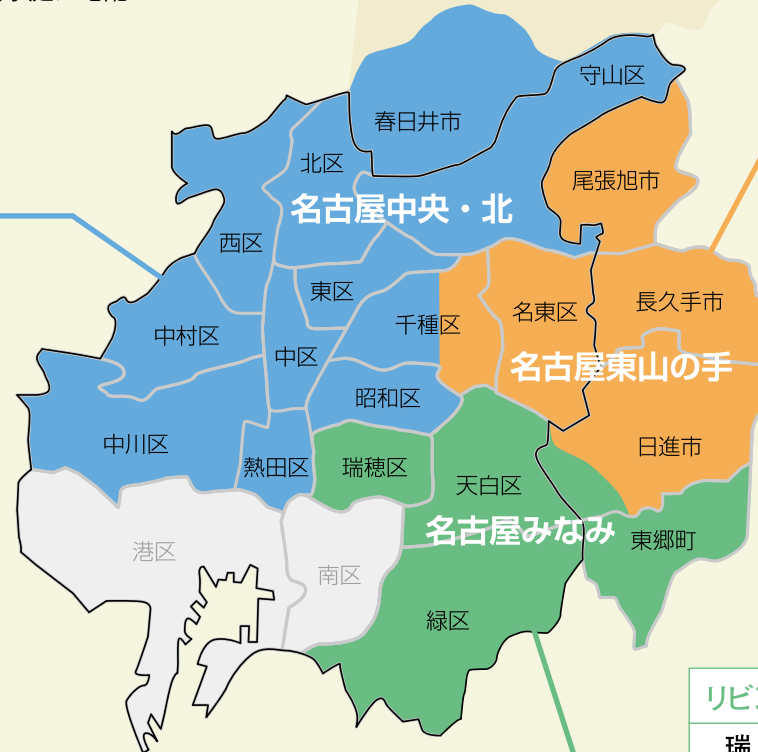 守山区
春日井市
北区
尾張旭市
名古屋中央・北
西区
東区
長久手市
名東区
千種区
中村区
中区
名古屋東山の手
昭和区
中川区
日進市
熱田区
瑞穂区
天白区
名古屋みなみ
東郷町
港区
南区
緑区
リビン
瑞